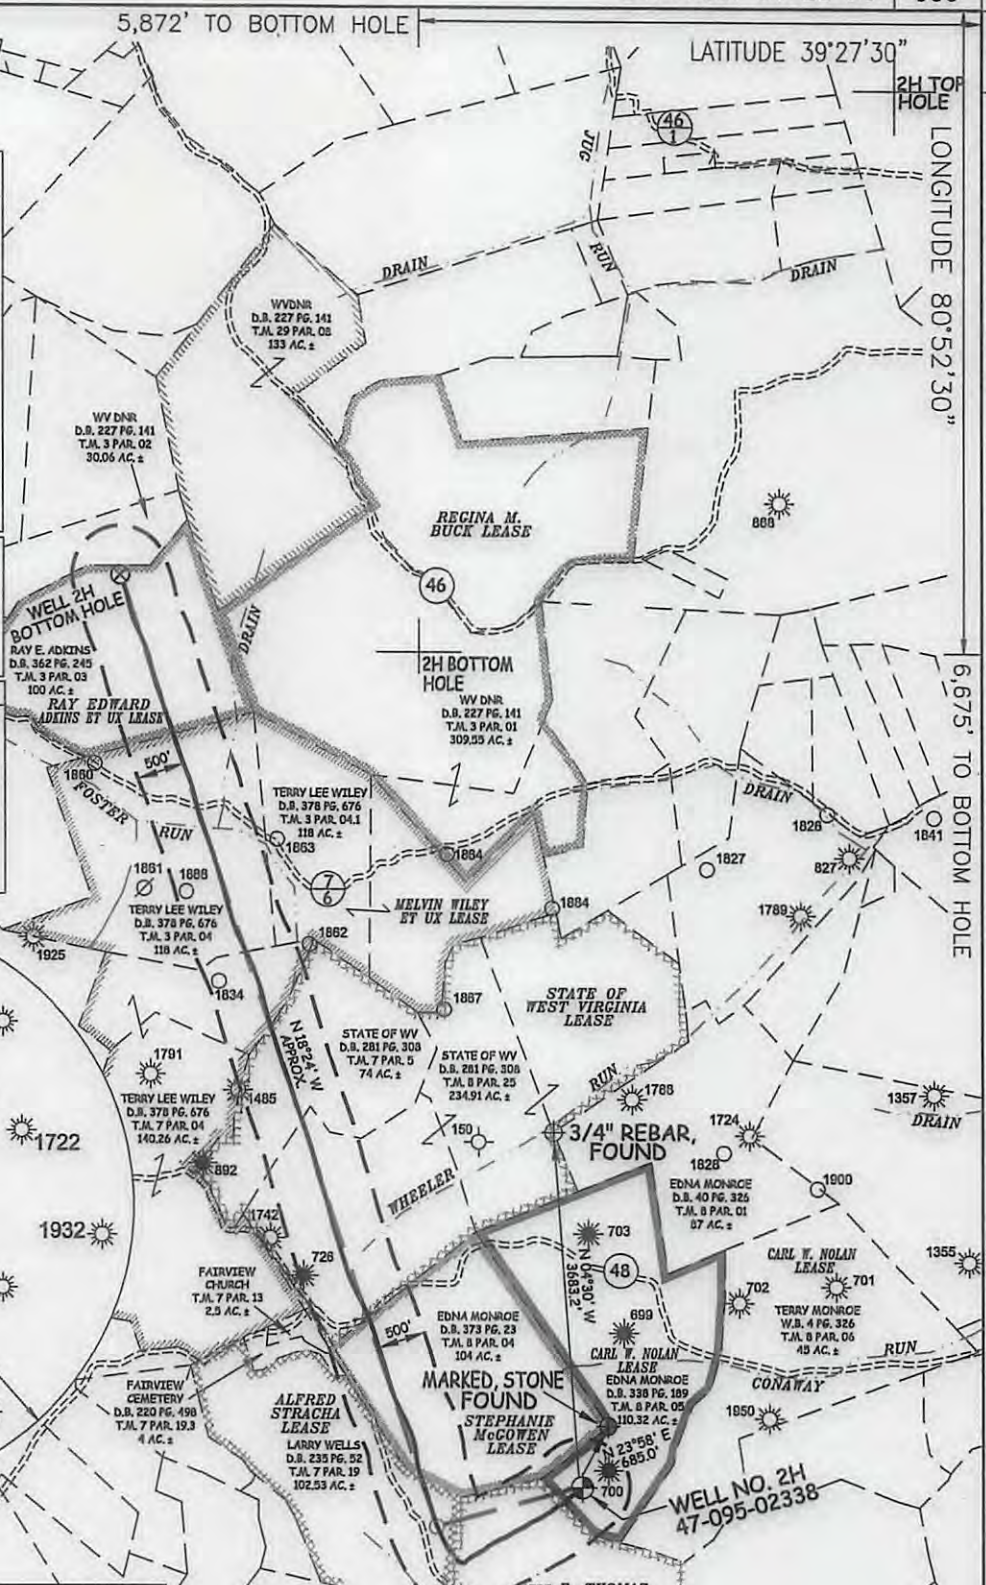 5,872' TO BOTTOM HOLE
LATITUDE 39°27'30"
2H TOP
HOLE
LONGITUDE 80°52'30"
46
1
JUG
RUN
DRAIN
DRAIN
WVDNR
D.B. 227 PG. 141
T.M. 29 PAR. 08
133 AC. ±
WV DNR
D.B. 227 PG. 141
T.M. 3 PAR. 02
30.06 AC. ±
REGINA M.
BUCK LEASE
888
46
WELL 2H
BOTTOM HOLE
DRAIN
RAY E. ADKINS
D.B. 362 PG. 245
T.M. 3 PAR. 03
100 AC. ±
RAY EDWARD
ADKINS ET UX LEASE
2H BOTTOM
HOLE
WV DNR
D.B. 227 PG. 141
T.M. 3 PAR. 01
309.55 AC. ±
6,675' TO BOTTOM HOLE
1860
500'
FOSTER
RUN
TERRY LEE WILEY
D.B. 378 PG. 676
T.M. 3 PAR. 04.1
118 AC. ±
1863
DRAIN
1826
1841
827
1864
1827
7
6
1861
1888
MELVIN WILEY
ET UX LEASE
1884
1789
TERRY LEE WILEY
D.B. 378 PG. 676
T.M. 3 PAR. 04
118 AC. ±
1862
1925
1834
1867
STATE OF
WEST VIRGINIA
LEASE
N 18°24' W
APPROX.
STATE OF WV
D.B. 281 PG. 308
T.M. 7 PAR. 5
74 AC. ±
STATE OF WV
D.B. 281 PG. 308
T.M. 8 PAR. 25
234.91 AC. ±
1791
RUN
1788
1357
DRAIN
TERRY LEE WILEY
D.B. 378 PG. 676
T.M. 7 PAR. 04
140.26 AC. ±
1485
1722
150
3/4" REBAR,
FOUND
1724
1828
892
WHEELER
EDNA MONROE
D.B. 40 PG. 326
T.M. 8 PAR. 01
87 AC. ±
1900
1932
1742
703
N 04°30' W
3663.2'
48
CARL W. NOLAN
LEASE
1355
FAIRVIEW
CHURCH
T.M. 7 PAR. 13
2.5 AC. ±
726
702
701
EDNA MONROE
D.B. 373 PG. 23
T.M. 8 PAR. 04
104 AC. ±
500'
699
TERRY MONROE
W.B. 4 PG. 326
T.M. 8 PAR. 06
45 AC. ±
RUN
CARL W. NOLAN
LEASE
CONAWAY
FAIRVIEW
CEMETERY
D.B. 220 PG. 498
T.M. 7 PAR. 19.3
4 AC. ±
MARKED, STONE
FOUND
EDNA MONROE
D.B. 338 PG. 189
T.M. 8 PAR. 05
110.32 AC. ±
1850
ALFRED
STRACHA
LEASE
STEPHANIE
McGOWEN
LEASE
N 23°58' E
685.0'
LARRY WELLS
D.B. 235 PG. 52
T.M. 7 PAR. 19
102.53 AC. ±
700
WELL NO. 2H
47-095-02338